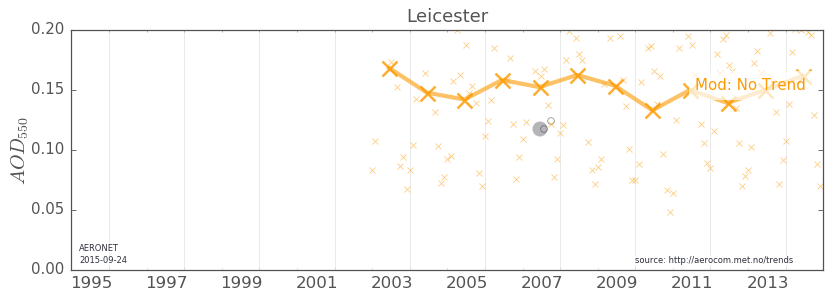 Leicester
0.20
0.15
0.10
0.05
0.00
AOD550
Mod: No Trend
AERONET
2015-09-24
source: http://aerocom.met.no/trends
1995 1997 1999 2001 2003 2005 2007 2009 2011 2013